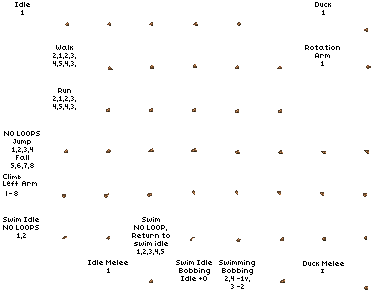 Idle
1
Duck
1
Walk
2,1,2,3,
4,5,4,3,
Rotation
Arm
1
Run
2,1,2,3,
4,5,4,3,
NO LOOPS
Jump
1,2,3,4
Fall
5,6,7,8
Climb
Left Arm
1-8
Swim Idle
NO LOOPS
1,2
Swim
NO LOOP,
Return to
swim idle
1,2,3,4,5
Idle Melee
1
Swim Idle
Bobbing
Idle +0
Swimming
Bobbing
2,4 -1v,
3 -2
Duck Melee
1